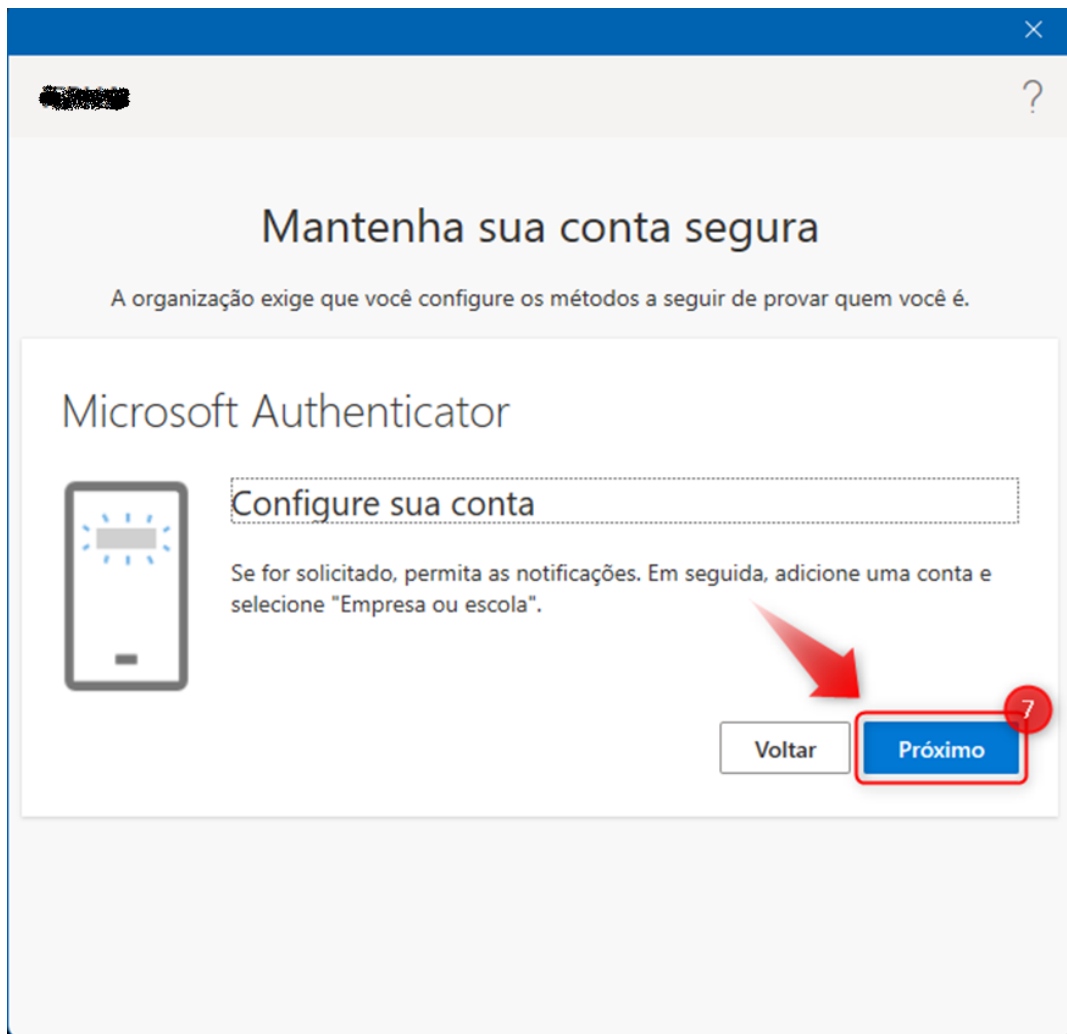 ?
Mantenha sua conta segura
A organização exige que você configure os métodos a seguir de provar quem você é.
Microsoft Authenticator
Configure sua conta
Se for solicitado, permita as notificações. Em seguida, adicione uma conta e
selecione "Empresa ou escola".
7
Voltar
Próximo